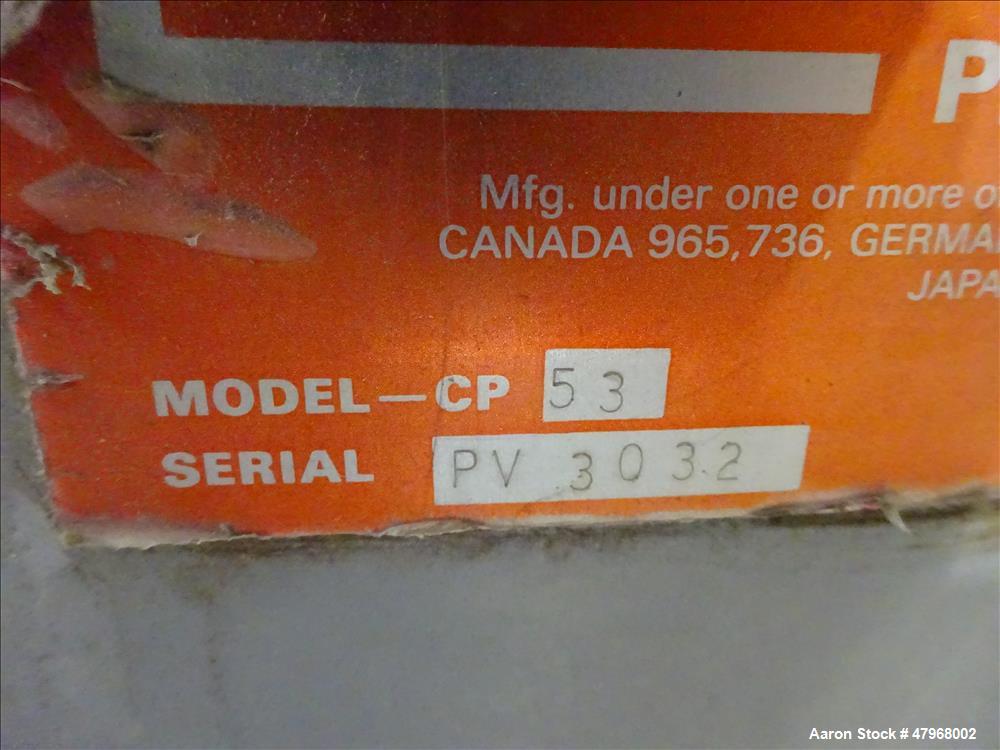 P
Mfg. under one or more o
CANADA 965,736, GERMA
JAPA
MODEL—CP 53
SERIAL PV 3032
Aaron Stock # 47968002